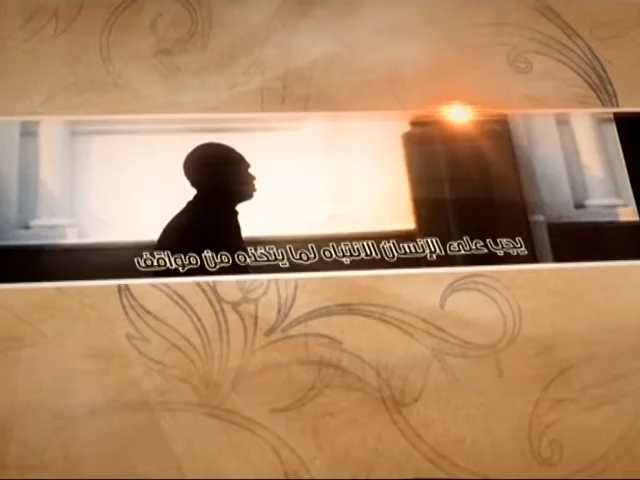 يجب على الإنسان الانتباه لما يتخذه من مواقف